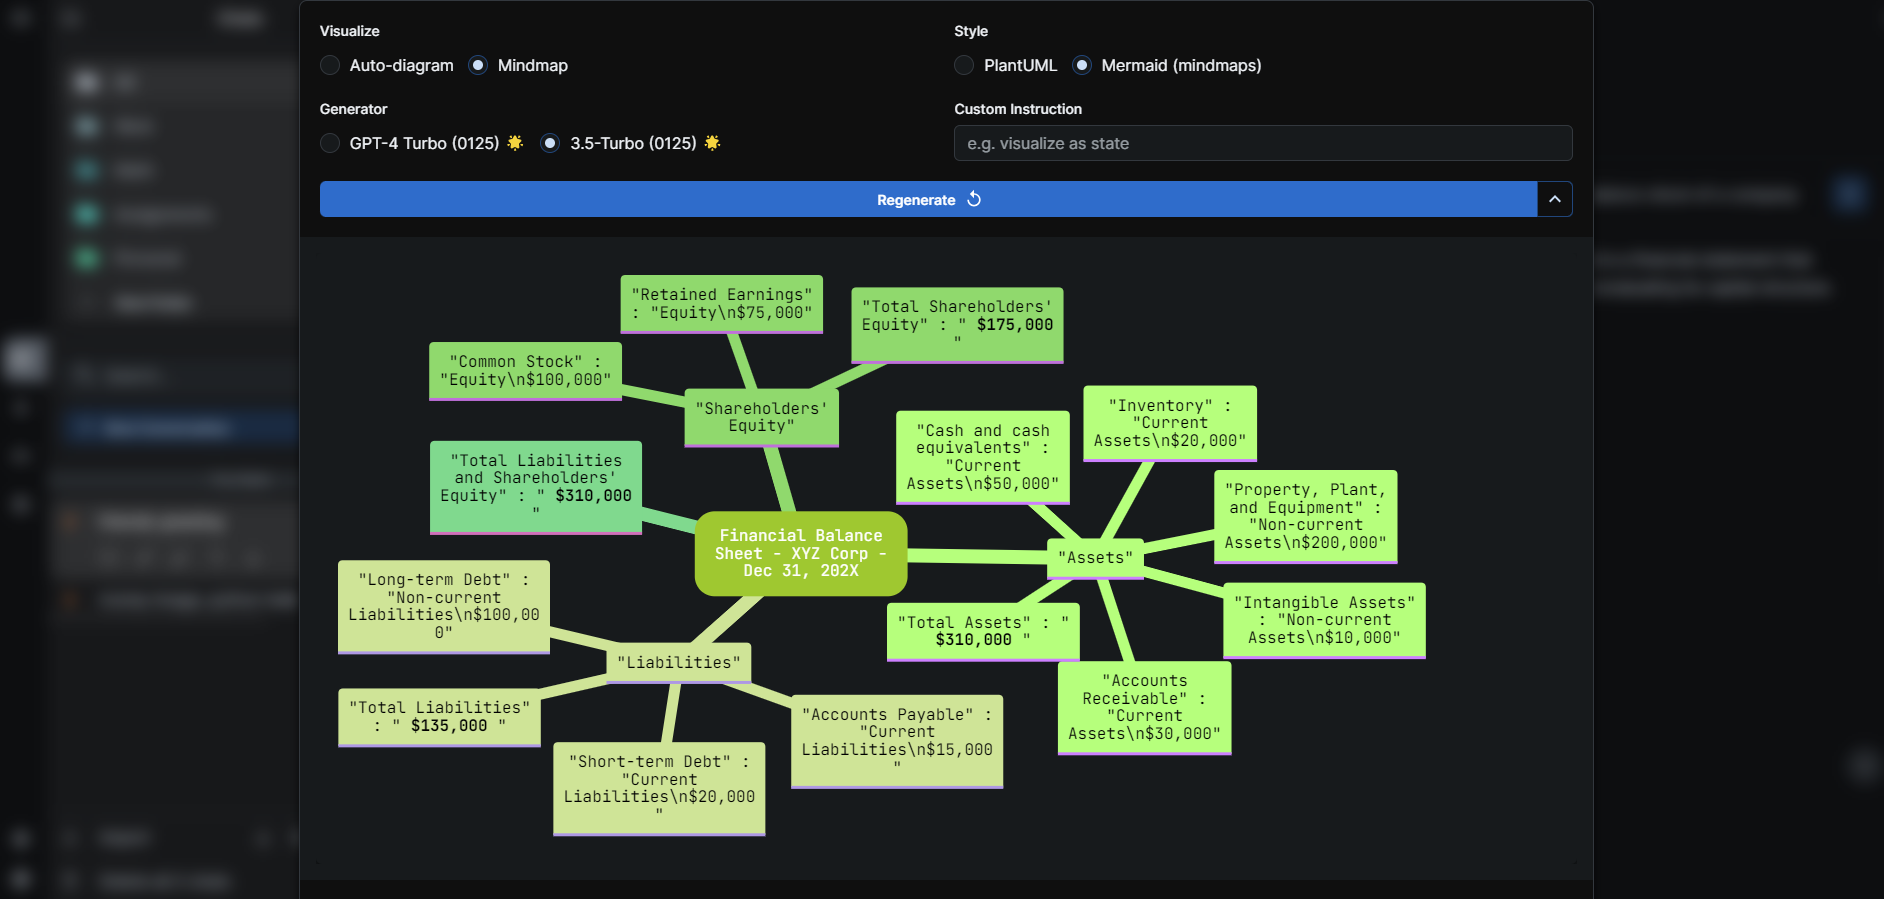 Visualize
Auto-diagram
Mindmap
Style
PlantUML
Mermaid (mindmaps)
Generator
GPT-4 Turbo (0125)
3.5-Turbo (0125)
Custom Instruction
e.g. visualize as state
Regenerate
"Retained Earnings"
: "Equity\n$75,000"
"Total Shareholders'
Equity" : " $175,000
"
"Common Stock" :
"Equity\n$100,000"
"Shareholders'
Equity"
"Total Liabilities
and Shareholders'
Equity" : " $310,000
"
Financial Balance
Sheet - XYZ Corp -
Dec 31, 202X
"Inventory" :
"Current
Assets\n$20,000"
"Cash and cash
equivalents" :
"Current
Assets\n$50,000"
"Property, Plant,
and Equipment" :
"Non-current
Assets\n$200,000"
"Assets"
"Intangible Assets"
: "Non-current
Assets\n$10,000"
"Total Assets" : "
$310,000 "
"Accounts
Receivable" :
"Current
Assets\n$30,000"
"Long-term Debt" :
"Non-current
Liabilities\n$100,00
0"
"Liabilities"
"Total Liabilities"
: " $135,000 "
"Accounts Payable" :
"Current
Liabilities\n$15,000
"
"Short-term Debt" :
"Current
Liabilities\n$20,000
"